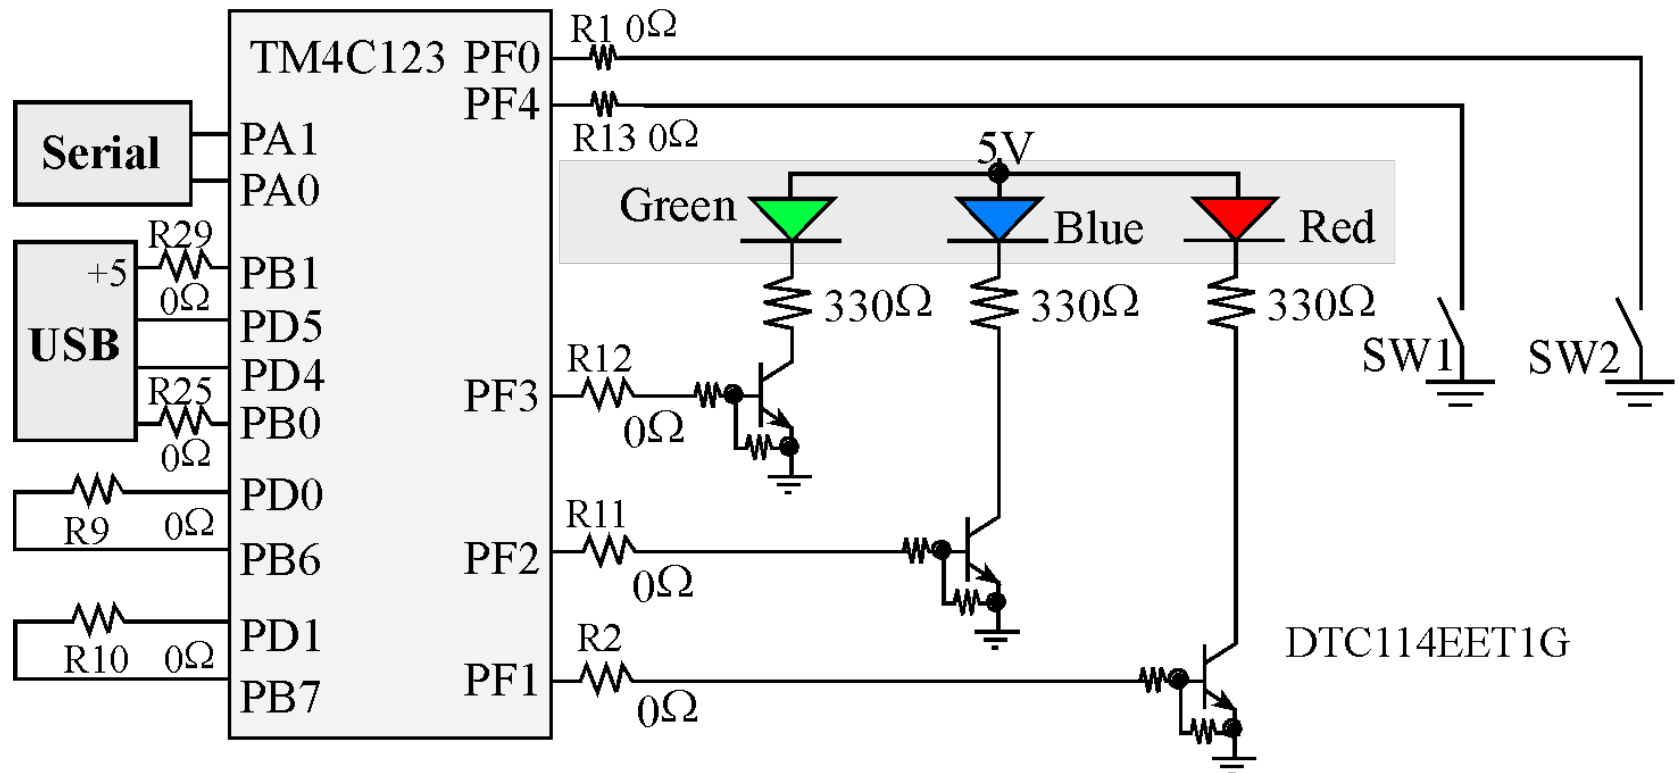 R1 0Ω
TM4C123 PF0
PF4
R13 0Ω
Serial
PA1
PA0
5V
Green
Blue
Red
R29
+5
0Ω
PB1
USB
PD5
PD4
R25
0Ω
PB0
330Ω
330Ω
330Ω
SW1
SW2
R12
PF3
0Ω
PD0
R9
0Ω
PB6
R11
PF2
0Ω
PD1
R10
0Ω
PB7
R2
PF1
0Ω
DTC114EET1G